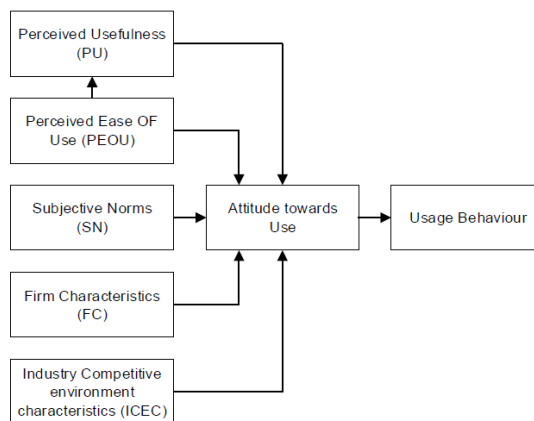 Perceived Usefulness
(PU)
Perceived Ease OF
Use (PEOU)
Subjective Norms
(SN)
Attitude towards
Use
Usage Behaviour
Firm Characteristics
(FC)
Industry Competitive
environment
characteristics (ICEC)